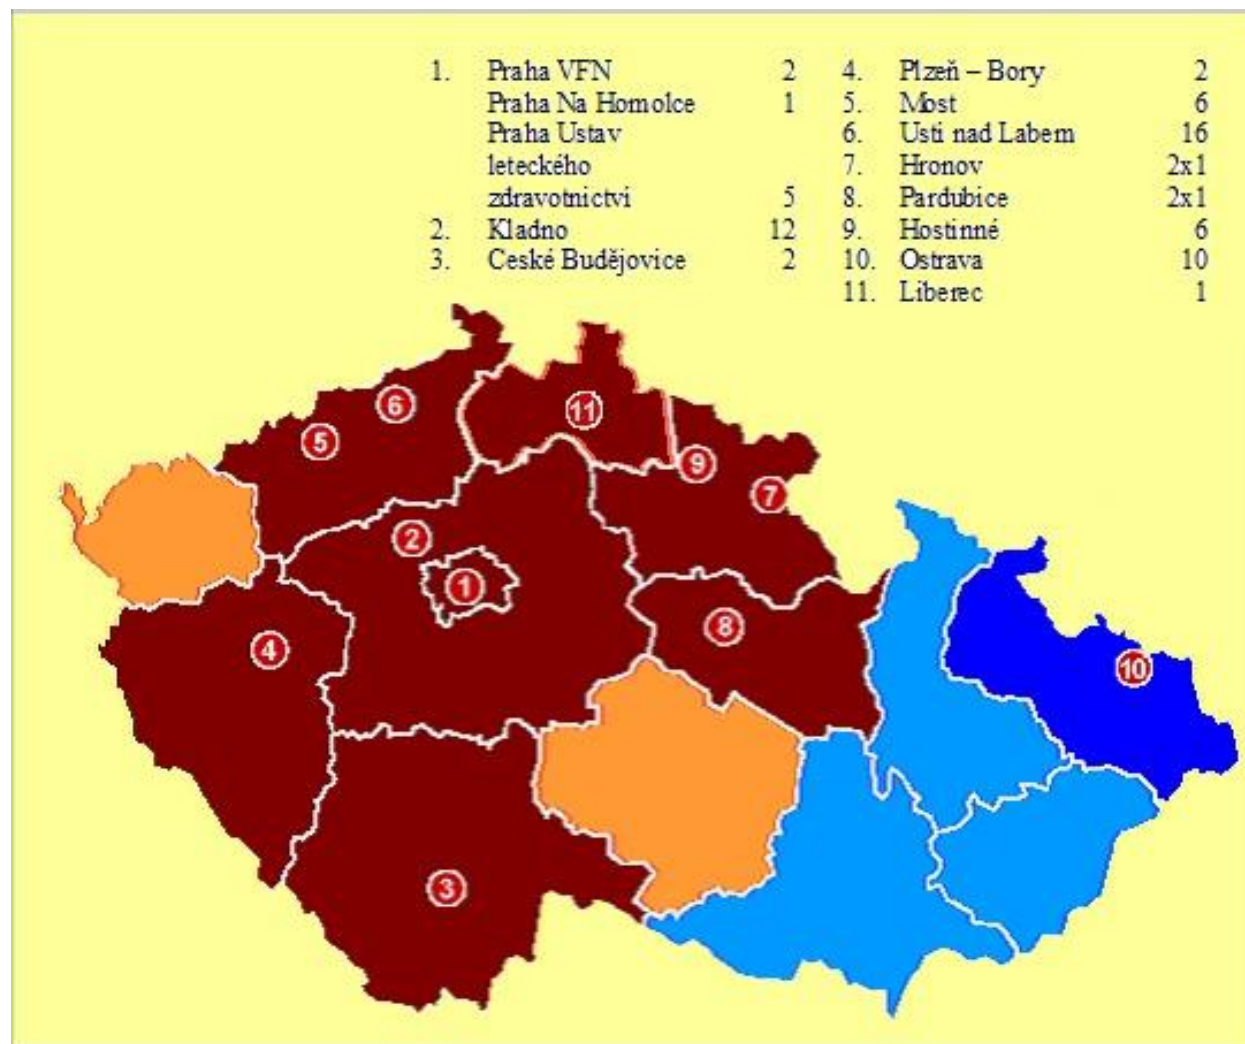 1. Praha VFN 2
Praha Na Homolce 1
Praha Ustav
leteckého
zdravotnictví 5
2. Kladno 12
3. Ceské Budějovice 2
4. Plzeň – Bory 2
5. Most 6
6. Usti nad Labem 16
7. Hronov 2x1
8. Pardubice 2x1
9. Hostinné 6
10. Ostrava 10
11. Liberec 1
6
11
5
9
7
2
1
8
4
10
3